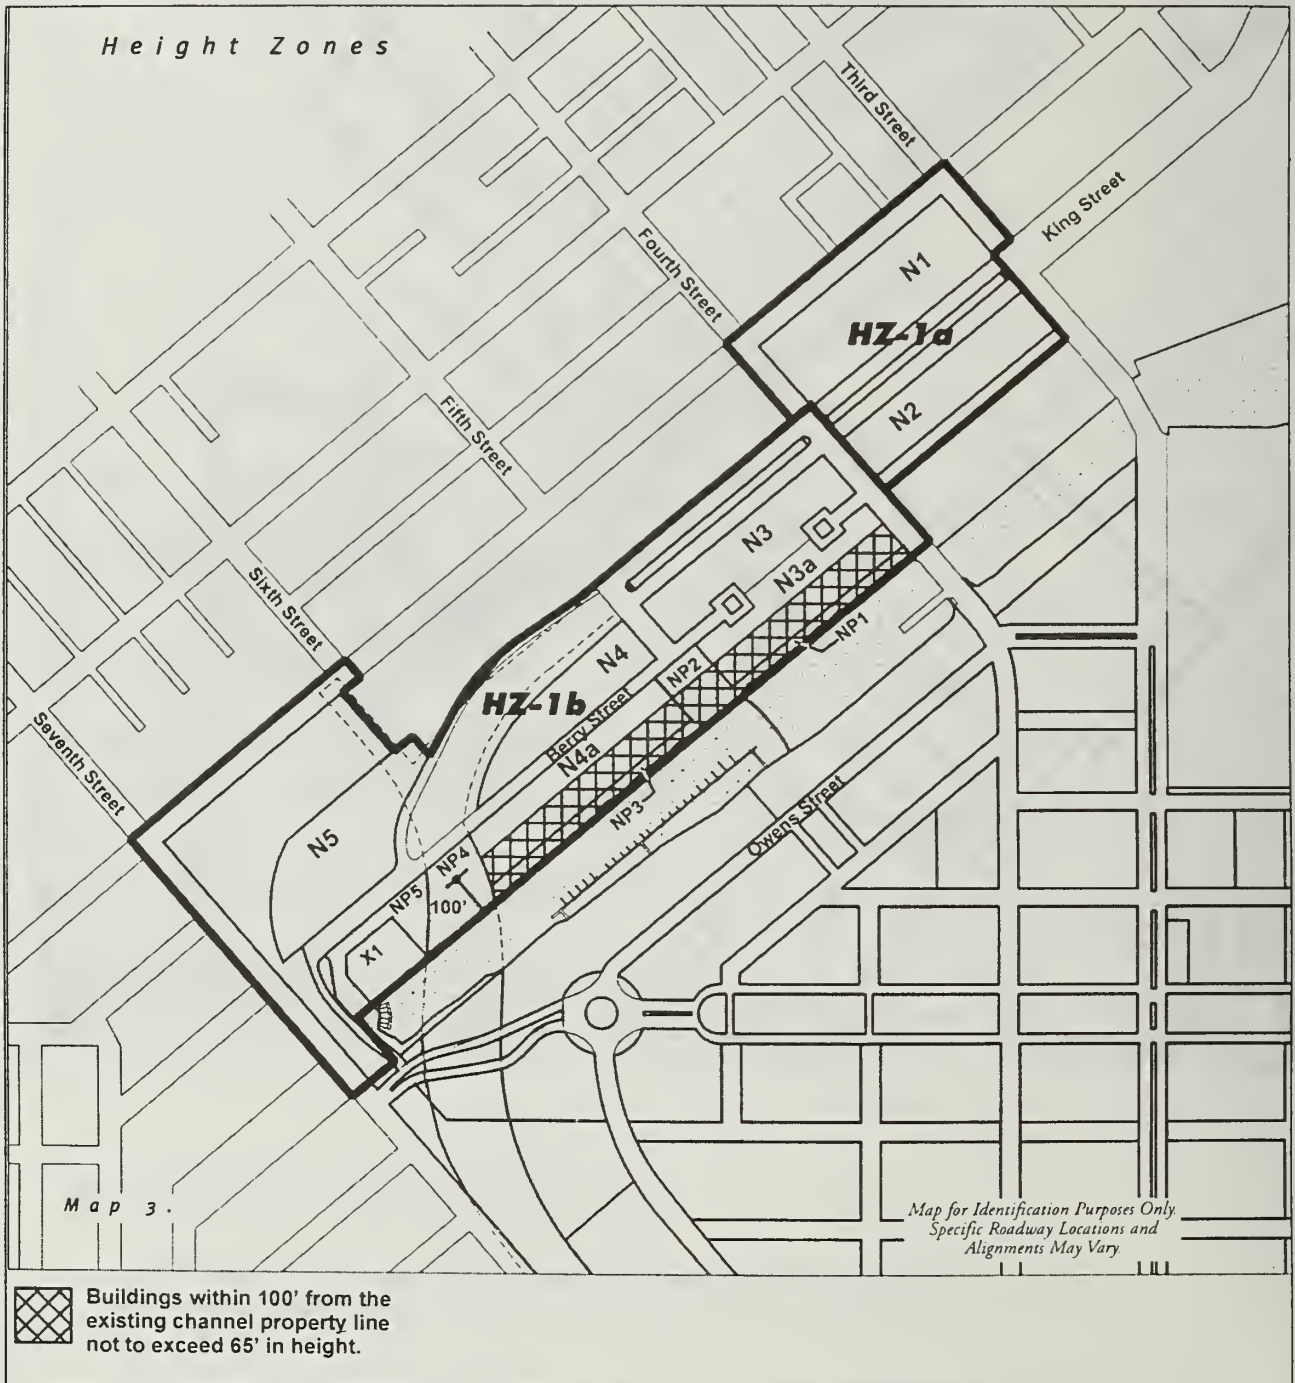 Height Zones
Third Street
King Street
Fourth Street
N1
HZ-1a
N2
Fifth Street
N3
N3a
NP1
Sixth Street
N4
NP2
HZ-1b
Berry Street
N4a
Seventh Street
NP3
Owens Street
N5
NP4
NP5
100'
X1
Map 3.
Map for Identification Purposes Only.
Specific Roadway Locations and
Alignments May Vary.
Buildings within 100' from the
existing channel property line
not to exceed 65' in height.